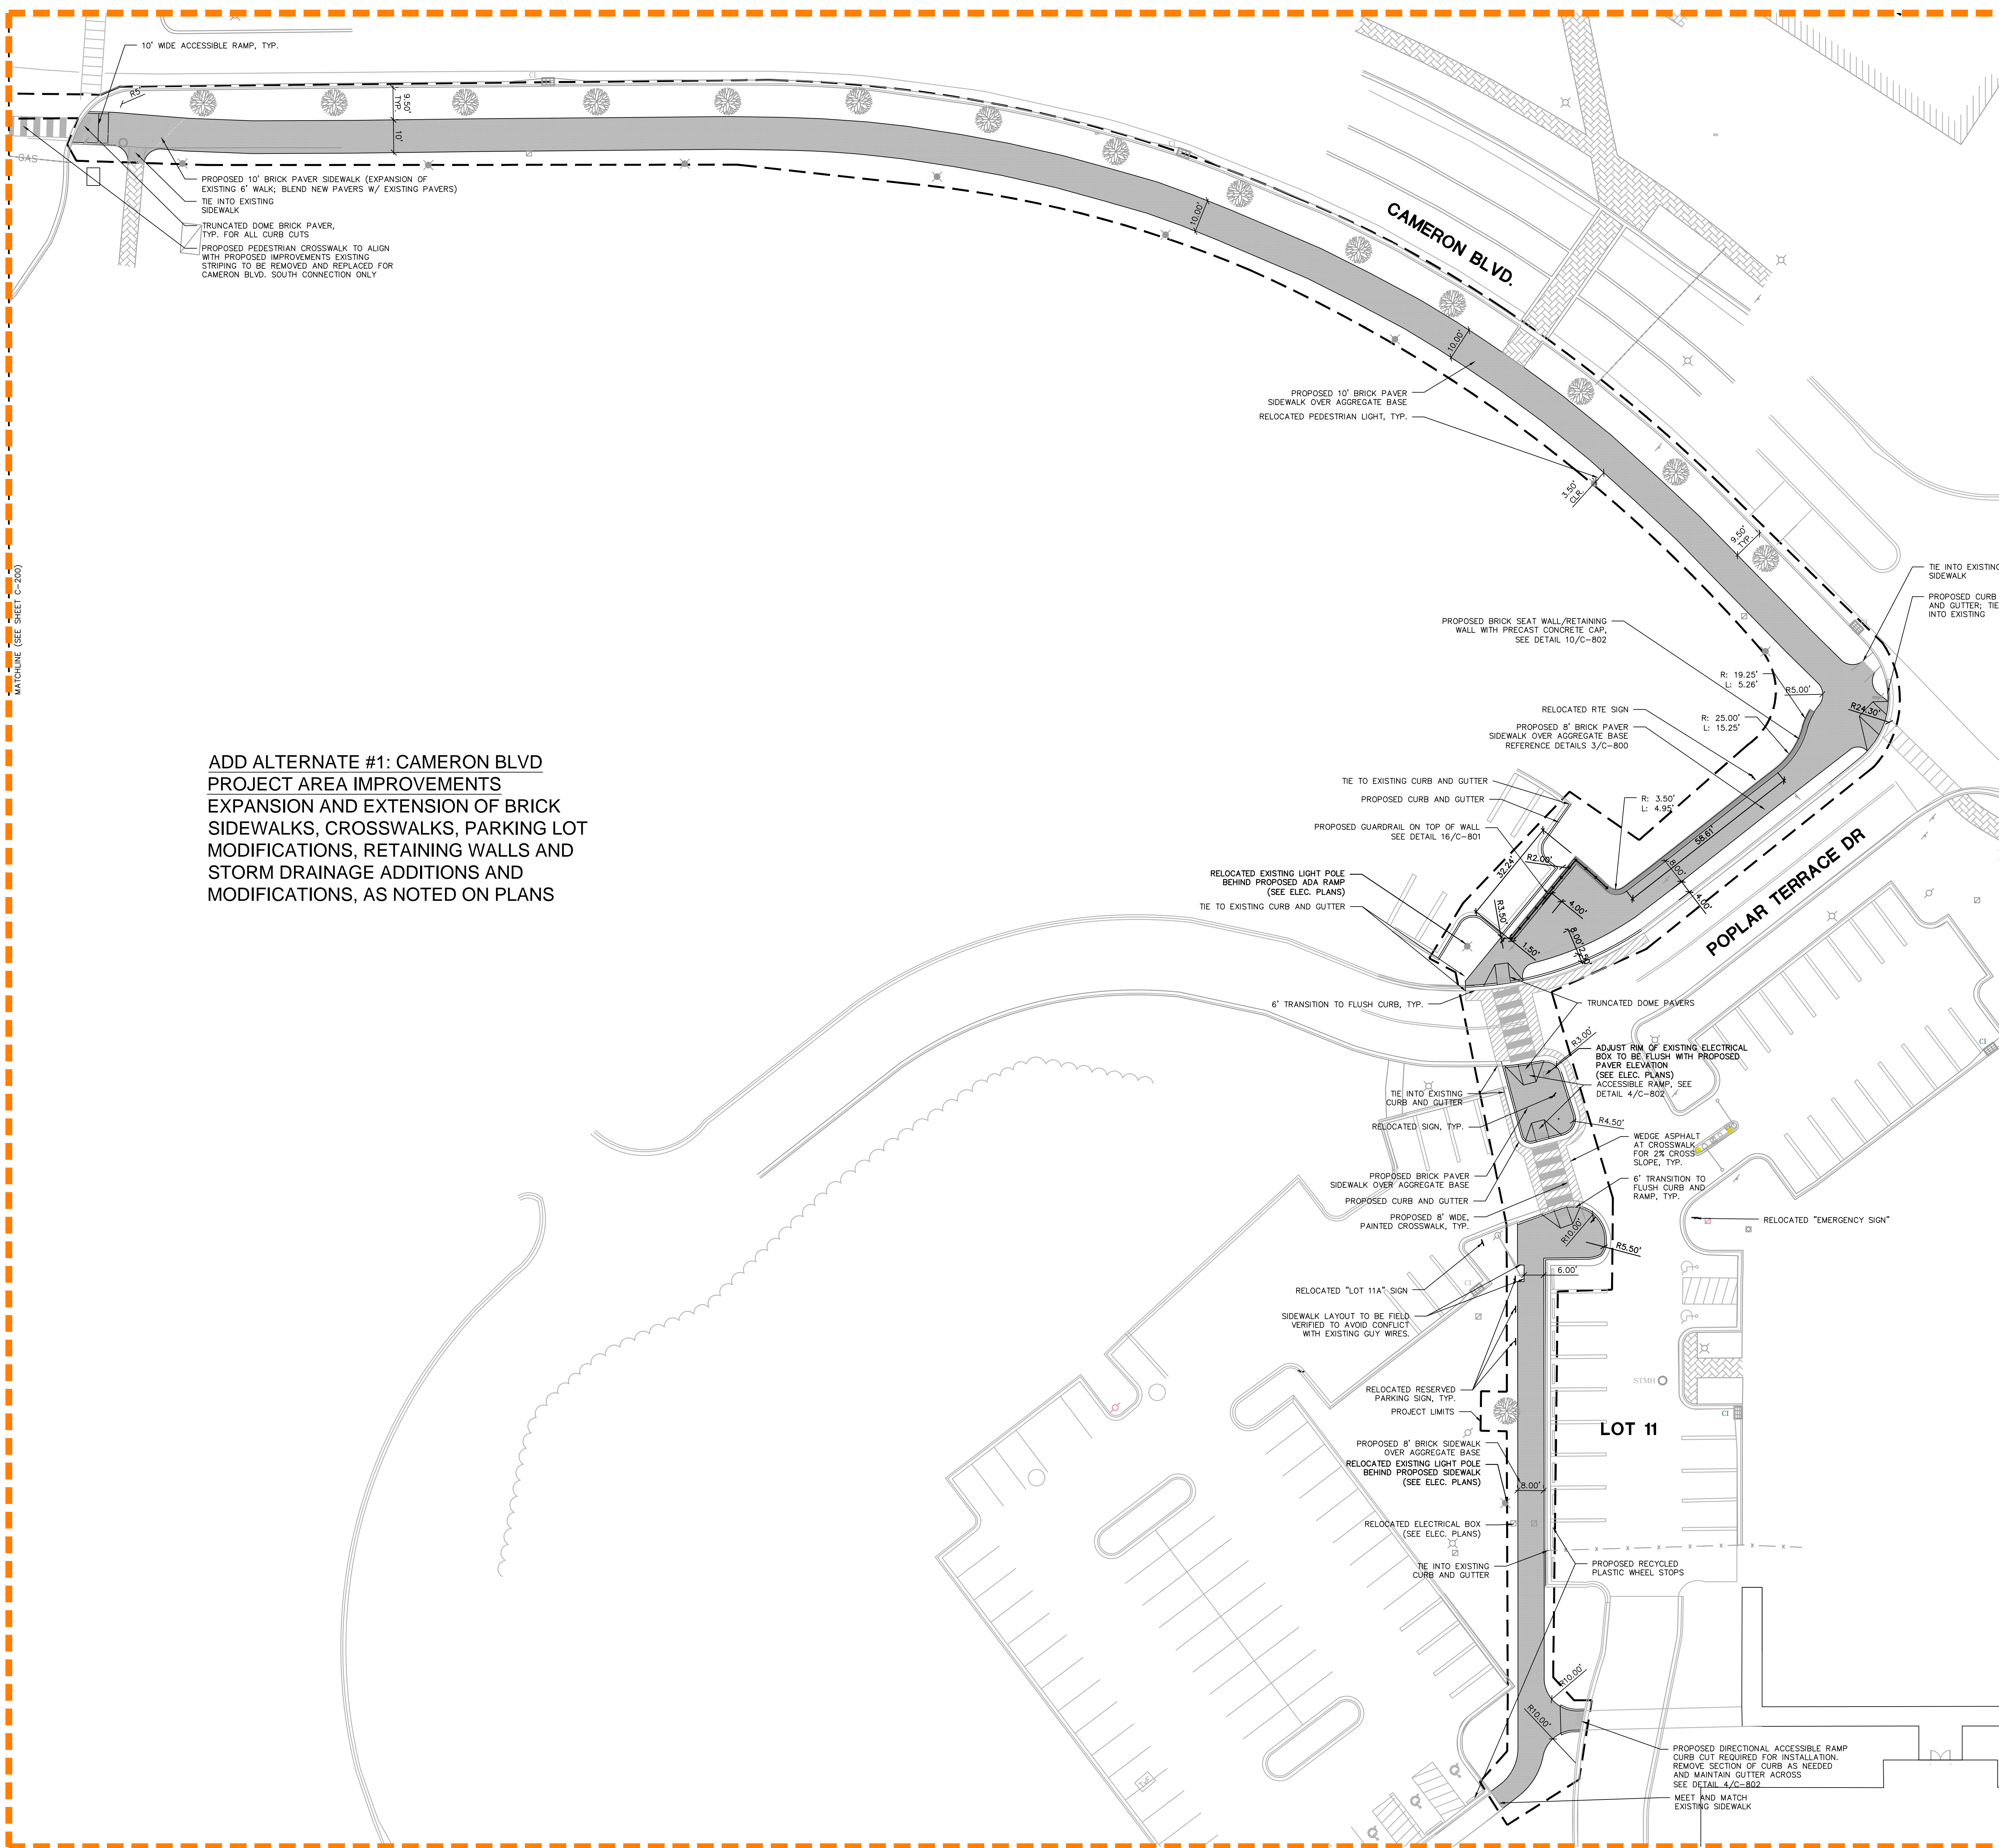 10' WIDE ACCESSIBLE RAMP, TYP.
CI
R5'
9.50'
TYP.
10'
GAS
PROPOSED 10' BRICK PAVER SIDEWALK (EXPANSION OF
EXISTING 6' WALK; BLEND NEW PAVERS W/ EXISTING PAVERS)
TIE INTO EXISTING
SIDEWALK
TRUNCATED DOME BRICK PAVER,
TYP. FOR ALL CURB CUTS
PROPOSED PEDESTRIAN CROSSWALK TO ALIGN
WITH PROPOSED IMPROVEMENTS EXISTING
STRIPING TO BE REMOVED AND REPLACED FOR
CAMERON BLVD. SOUTH CONNECTION ONLY
CI
10.00'
CAMERON BLVD.
10.00'
PROPOSED 10' BRICK PAVER
SIDEWALK OVER AGGREGATE BASE
RELOCATED PEDESTRIAN LIGHT, TYP.
3.50'
CLR.
9.50'
TYP.
MATCHLINE (SEE SHEET C-200)
TIE INTO EXISTING
SIDEWALK
PROPOSED CURB
AND GUTTER; TIE
INTO EXISTING
PROPOSED BRICK SEAT WALL/RETAINING
WALL WITH PRECAST CONCRETE CAP,
SEE DETAIL 10/C-802
R: 19.25'
L: 5.26'
R5.00'
R24.30'
RELOCATED RTE SIGN
R: 25.00'
L: 15.25'
PROPOSED 8' BRICK PAVER
SIDEWALK OVER AGGREGATE BASE
REFERENCE DETAILS 3/C-800
ADD ALTERNATE #1: CAMERON BLVD
PROJECT AREA IMPROVEMENTS
EXPANSION AND EXTENSION OF BRICK
SIDEWALKS, CROSSWALKS, PARKING LOT
MODIFICATIONS, RETAINING WALLS AND
STORM DRAINAGE ADDITIONS AND
MODIFICATIONS, AS NOTED ON PLANS
TIE TO EXISTING CURB AND GUTTER
PROPOSED CURB AND GUTTER
R: 3.50'
L: 4.95'
PROPOSED GUARDRAIL ON TOP OF WALL
SEE DETAIL 16/C-801
58.61'
R2.00'
32.24'
8.00'
4.00'
RELOCATED EXISTING LIGHT POLE
BEHIND PROPOSED ADA RAMP
(SEE ELEC. PLANS)
TIE TO EXISTING CURB AND GUTTER
R3.50'
4.00'
1.50'
8.00'
2.50'
POPLAR TERRACE DR
6' TRANSITION TO FLUSH CURB, TYP.
TRUNCATED DOME PAVERS
R3.00'
ADJUST RIM OF EXISTING ELECTRICAL
BOX TO BE FLUSH WITH PROPOSED
PAVER ELEVATION
(SEE ELEC. PLANS)
ACCESSIBLE RAMP, SEE
DETAIL 4/C-802
CI
TIE INTO EXISTING
CURB AND GUTTER
RELOCATED SIGN, TYP.
R4.50'
WEDGE ASPHALT
AT CROSSWALK
FOR 2% CROSS
SLOPE, TYP.
PROPOSED BRICK PAVER
SIDEWALK OVER AGGREGATE BASE
PROPOSED CURB AND GUTTER
6' TRANSITION TO
FLUSH CURB AND
RAMP, TYP.
PROPOSED 8' WIDE,
PAINTED CROSSWALK, TYP.
R10.00'
R5.50'
RELOCATED "EMERGENCY SIGN"
6.00'
CI
RELOCATED "LOT 11A" SIGN
SIDEWALK LAYOUT TO BE FIELD
VERIFIED TO AVOID CONFLICT
WITH EXISTING GUY WIRES.
STMH
RELOCATED RESERVED
PARKING SIGN, TYP.
PROJECT LIMITS
CI
LOT 11
PROPOSED 8' BRICK SIDEWALK
OVER AGGREGATE BASE
RELOCATED EXISTING LIGHT POLE
BEHIND PROPOSED SIDEWALK
(SEE ELEC. PLANS)
8.00'
RELOCATED ELECTRICAL BOX
(SEE ELEC. PLANS)
TIE INTO EXISTING
CURB AND GUTTER
PROPOSED RECYCLED
PLASTIC WHEEL STOPS
R10.00'
R10.00'
PROPOSED DIRECTIONAL ACCESSIBLE RAMP
CURB CUT REQUIRED FOR INSTALLATION.
REMOVE SECTION OF CURB AS NEEDED
AND MAINTAIN GUTTER ACROSS
SEE DETAIL 4/C-802
MEET AND MATCH
EXISTING SIDEWALK